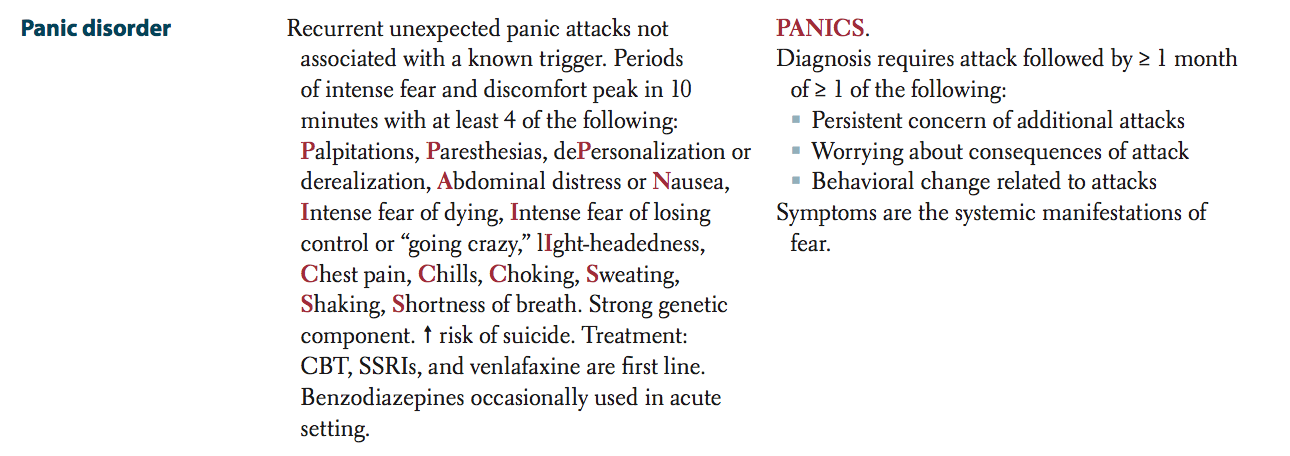 Panic disorder
Recurrent unexpected panic attacks not
associated with a known trigger. Periods
of intense fear and discomfort peak in 10
minutes with at least 4 of the following:
Palpitations, Paresthesias, dePersonalization or
derealization, Abdominal distress or Nausea,
Intense fear of dying, Intense fear of losing
control or “going crazy,” lIght-headedness,
Chest pain, Chills, Choking, Sweating,
Shaking, Shortness of breath. Strong genetic
component. ↑ risk of suicide. Treatment:
CBT, SSRIs, and venlafaxine are first line.
Benzodiazepines occasionally used in acute
setting.
PANICS.
Diagnosis requires attack followed by ≥ 1 month
of ≥ 1 of the following:
▪ Persistent concern of additional attacks
▪ Worrying about consequences of attack
▪ Behavioral change related to attacks
Symptoms are the systemic manifestations of
fear.